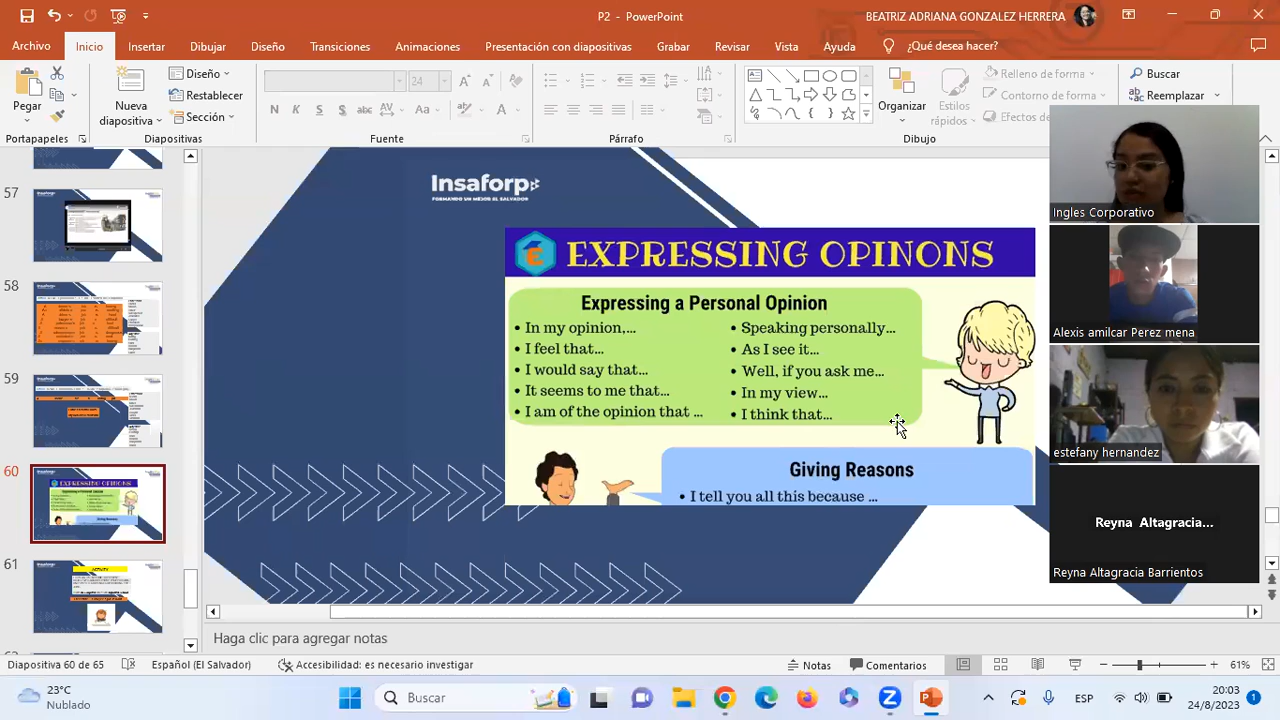 P2 - PowerPoint
BEATRIZ ADRIANA GONZALEZ HERRERA
Archivo Inicio Insertar Dibujar Diseño Transiciones Animaciones Presentación con diapositivas Grabar Revisar Vista Ayuda ¿Qué desea hacer?
Pegar
Nueva diapositiva
Diseño
Restablecer
Sección
24
N K S abc AV Aa A
Organizar
Estilos rápidos
Relleno de forma
Contorno de forma
Efectos de
Buscar
Reemplazar
Portapapeles Diapositivas Fuente Párrafo Dibujo
57
58
59
60
61
Insaforp
FORMANDO UN MEJOR EL SALVADOR
EXPRESSING OPINONS
Expressing a Personal Opinion
• In my opinion,...
• I feel that...
• I would say that...
• It seems to me that...
• I am of the opinion that ...
• Speaking personally...
• As I see it...
• Well, if you ask me...
• In my view...
• I think that...
Giving Reasons
• I tell you all this because ...
Ingles Corporativo
Alexis amilcar Perez mena
estefany hernandez
Reyna Altagracia...
Reyna Altagracia Barrientos
Haga clic para agregar notas
Diapositiva 60 de 65 Español (El Salvador) Accesibilidad: es necesario investigar Notas Comentarios 61%
23°C
Nublado
Buscar
ESP
20:03
24/8/2023
1